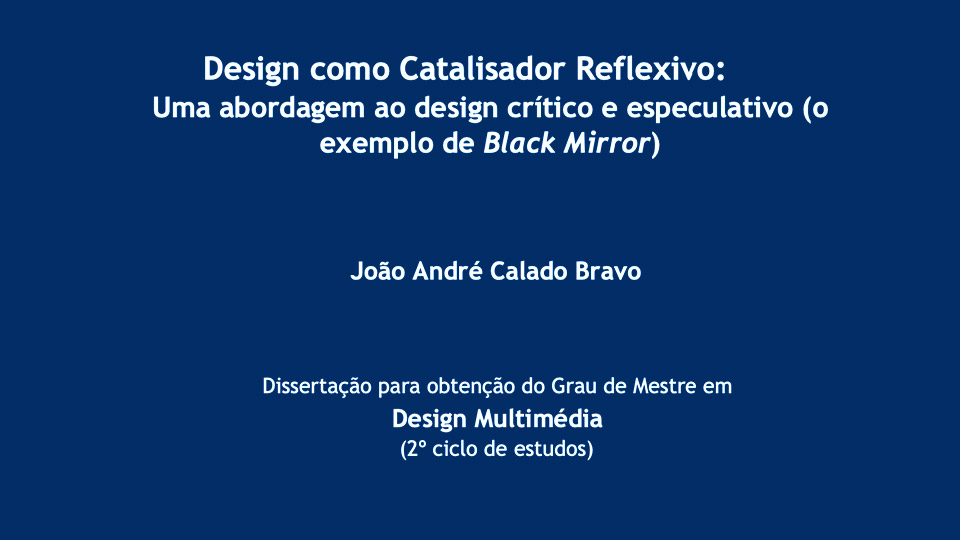 Design como Catalisador Reflexivo:
Uma abordagem ao design crítico e especulativo (o
exemplo de Black Mirror)
João André Calado Bravo
Dissertação para obtenção do Grau de Mestre em
Design Multimédia
(2º ciclo de estudos)